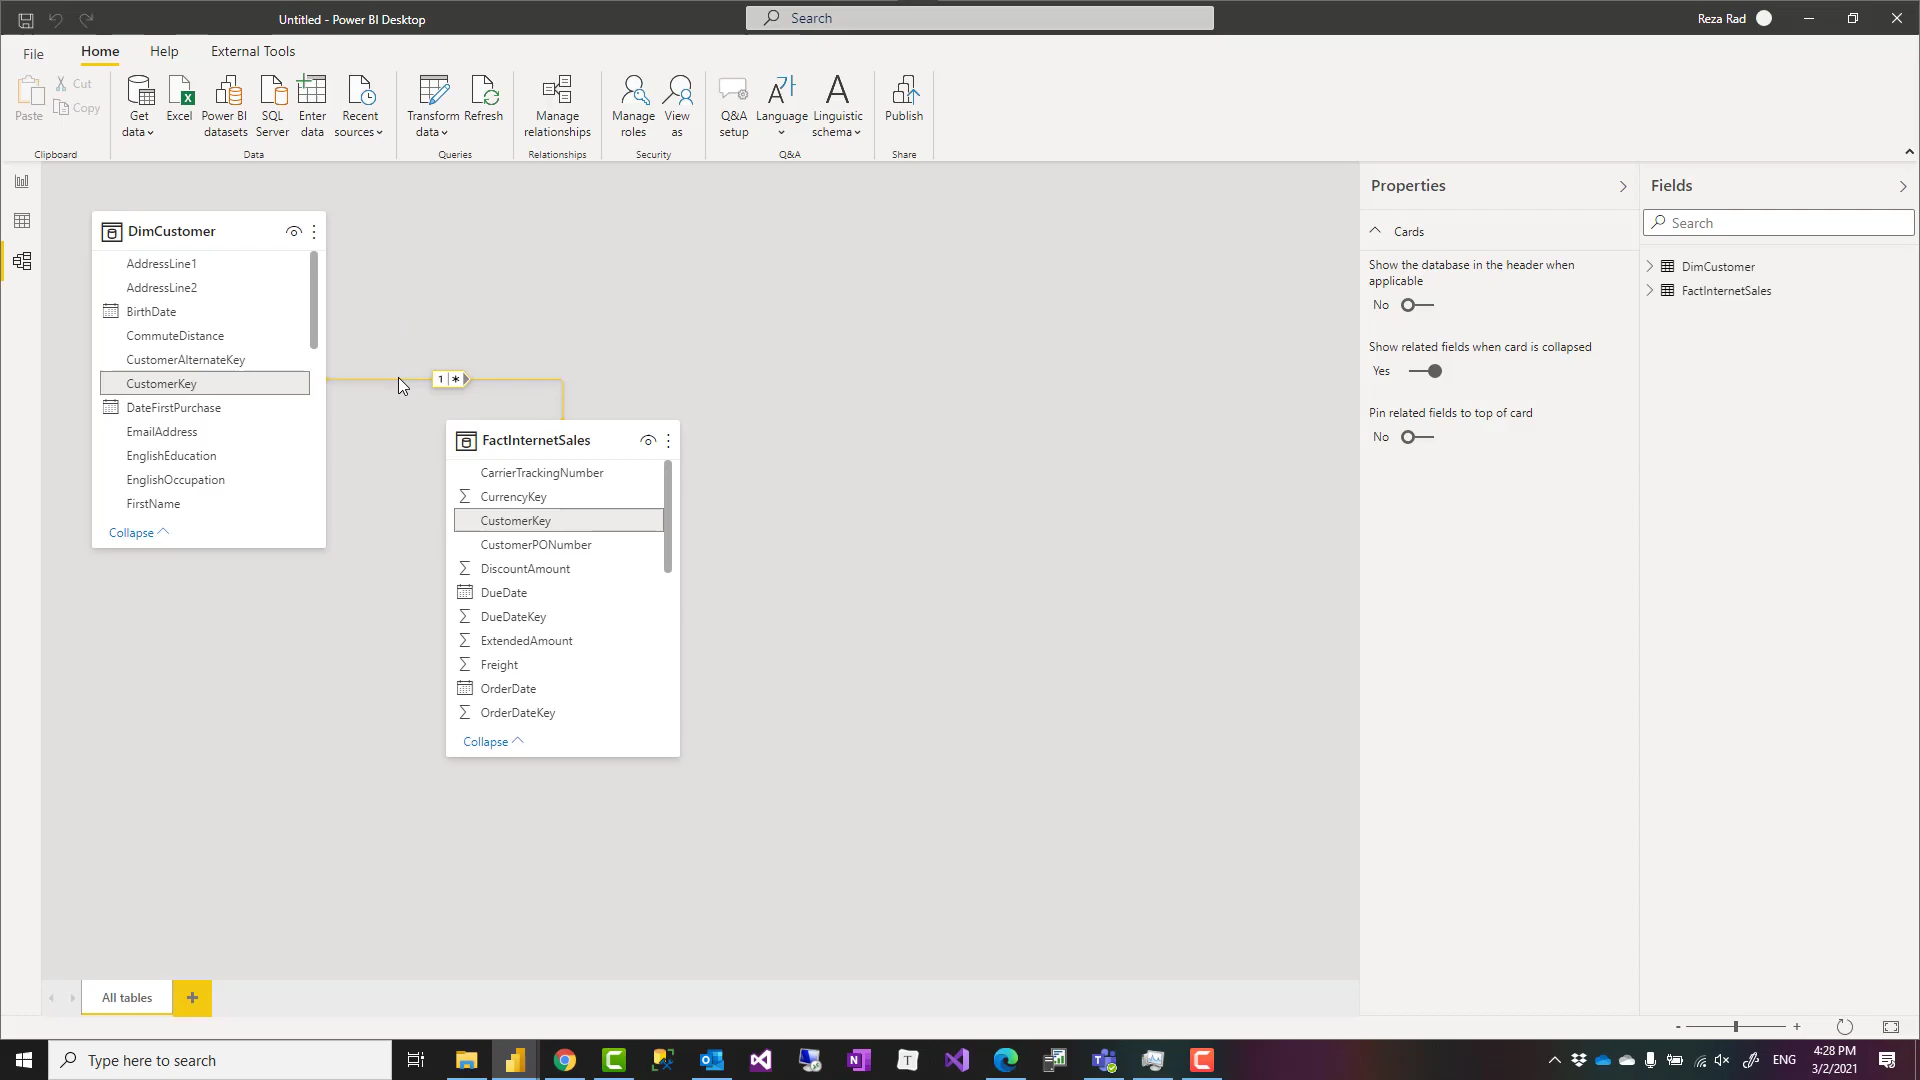 Untitled - Power BI Desktop
Search
Reza Rad
File
Home
Help
External Tools
Paste
Cut
Copy
Clipboard
Get data
Excel
Power BI datasets
SQL Server
Enter data
Recent sources
Data
Transform data
Refresh
Queries
Manage relationships
Relationships
Manage roles
View as
Security
Q&A setup
Language
Linguistic schema
Q&A
Publish
Share
DimCustomer
AddressLine1
AddressLine2
BirthDate
CommuteDistance
CustomerAlternateKey
CustomerKey
DateFirstPurchase
EmailAddress
EnglishEducation
EnglishOccupation
FirstName
Collapse
1 *
FactInternetSales
CarrierTrackingNumber
CurrencyKey
CustomerKey
CustomerPONumber
DiscountAmount
DueDate
DueDateKey
ExtendedAmount
Freight
OrderDate
OrderDateKey
Collapse
Properties
Cards
Show the database in the header when
applicable
No
Show related fields when card is collapsed
Yes
Pin related fields to top of card
No
Fields
Search
DimCustomer
FactInternetSales
All tables
+
- +
Type here to search
ENG
4:28 PM
3/2/2021